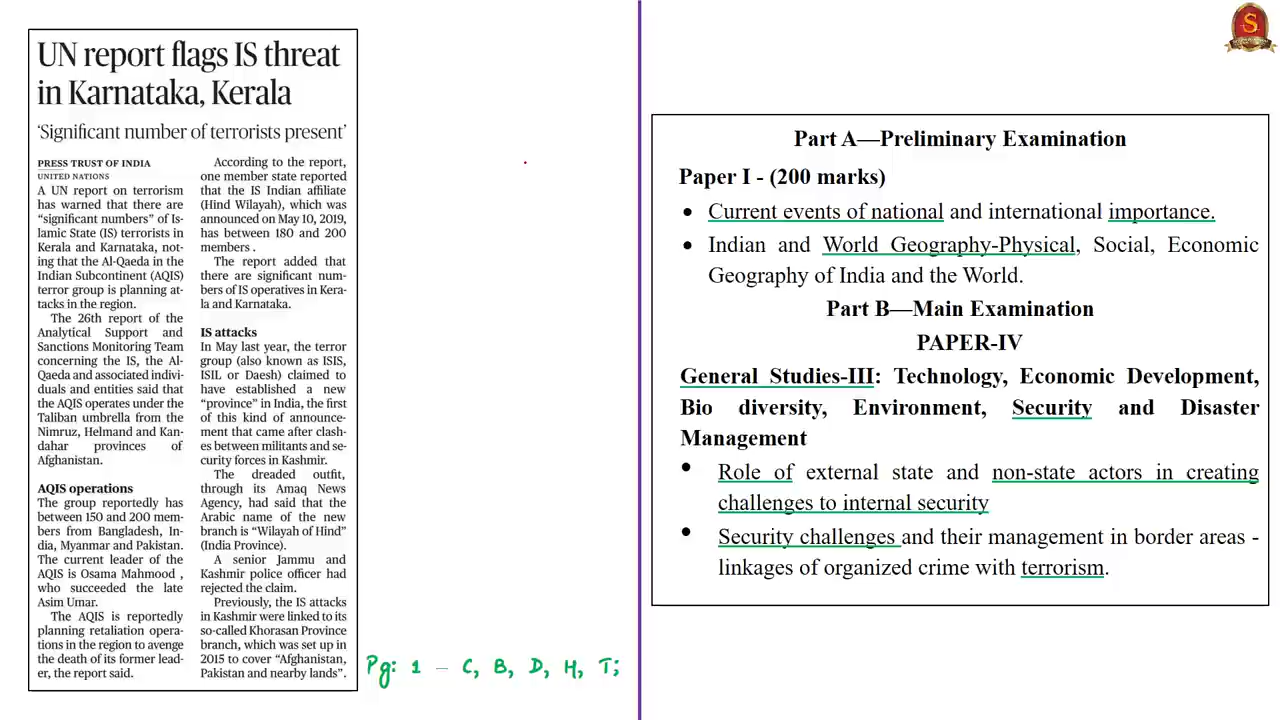 UN report flags IS threat
in Karnataka, Kerala
‘Significant number of terrorists present’
PRESS TRUST OF INDIA
UNITED NATIONS
A UN report on terrorism
has warned that there are
“significant numbers” of Is-
lamic State (IS) terrorists in
Kerala and Karnataka, not-
ing that the Al-Qaeda in the
Indian Subcontinent (AQIS)
terror group is planning at-
tacks in the region.
The 26th report of the
Analytical Support and
Sanctions Monitoring Team
concerning the IS, the Al-
Qaeda and associated indivi-
duals and entities said that
the AQIS operates under the
Taliban umbrella from the
Nimruz, Helmand and Kan-
dahar provinces of
Afghanistan.
AQIS operations
The group reportedly has
between 150 and 200 mem-
bers from Bangladesh, In-
dia, Myanmar and Pakistan.
The current leader of the
AQIS is Osama Mahmood ,
who succeeded the late
Asim Umar.
The AQIS is reportedly
planning retaliation opera-
tions in the region to avenge
the death of its former lead-
er, the report said.
According to the report,
one member state reported
that the IS Indian affiliate
(Hind Wilayah), which was
announced on May 10, 2019,
has between 180 and 200
members .
The report added that
there are significant num-
bers of IS operatives in Kera-
la and Karnataka.
IS attacks
In May last year, the terror
group (also known as ISIS,
ISIL or Daesh) claimed to
have established a new
“province” in India, the first
of this kind of announce-
ment that came after clash-
es between militants and se-
curity forces in Kashmir.
The dreaded outfit,
through its Amaq News
Agency, had said that the
Arabic name of the new
branch is “Wilayah of Hind”
(India Province).
A senior Jammu and
Kashmir police officer had
rejected the claim.
Previously, the IS attacks
in Kashmir were linked to its
so-called Khorasan Province
branch, which was set up in
2015 to cover “Afghanistan,
Pakistan and nearby lands”.
Pg: 1 – C, B, D, H, T;
S
Part A—Preliminary Examination
Paper I - (200 marks)
• Current events of national and international importance.
• Indian and World Geography-Physical, Social, Economic
Geography of India and the World.
Part B—Main Examination
PAPER-IV
General Studies-III: Technology, Economic Development,
Bio diversity, Environment, Security and Disaster
Management
• Role of external state and non-state actors in creating
challenges to internal security
• Security challenges and their management in border areas -
linkages of organized crime with terrorism.